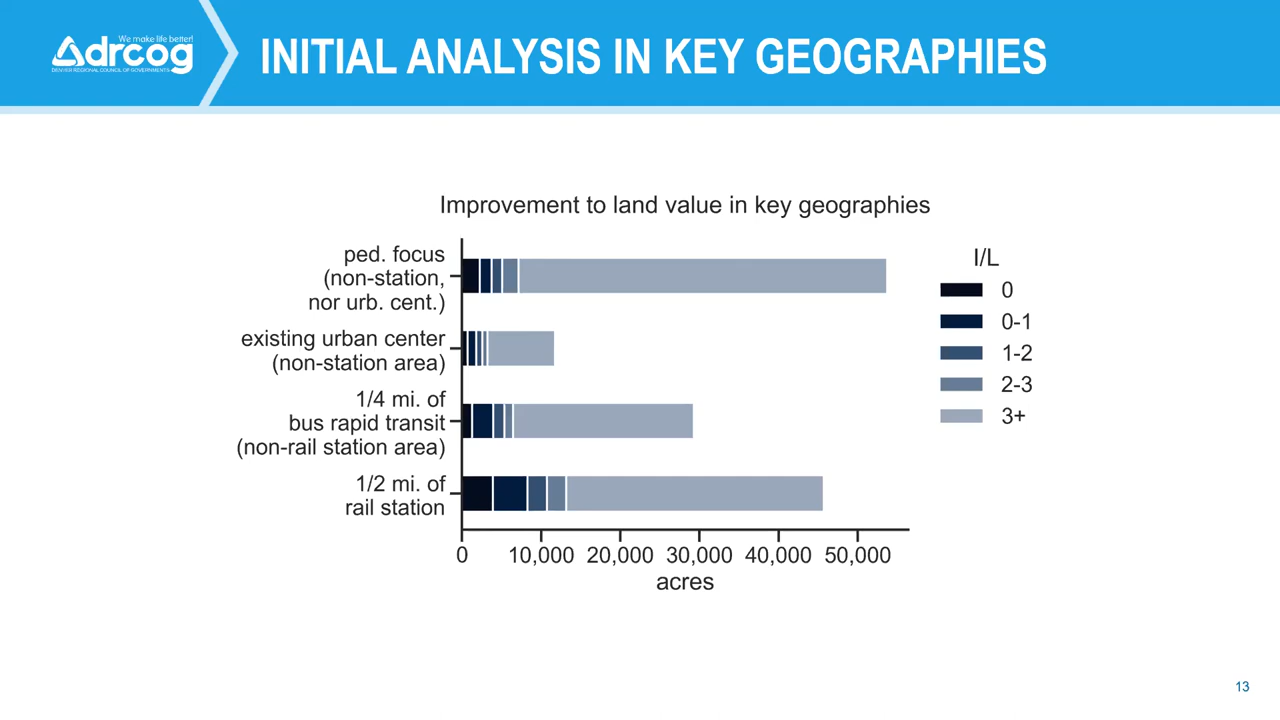 We make life better!
drcog
DENVER REGIONAL COUNCIL OF GOVERNMENTS
INITIAL ANALYSIS IN KEY GEOGRAPHIES
Improvement to land value in key geographies
ped. focus
(non-station,
nor urb. cent.)
existing urban center
(non-station area)
1/4 mi. of
bus rapid transit
(non-rail station area)
1/2 mi. of
rail station
0 10,000 20,000 30,000 40,000 50,000
acres
I/L
0
0-1
1-2
2-3
3+
13